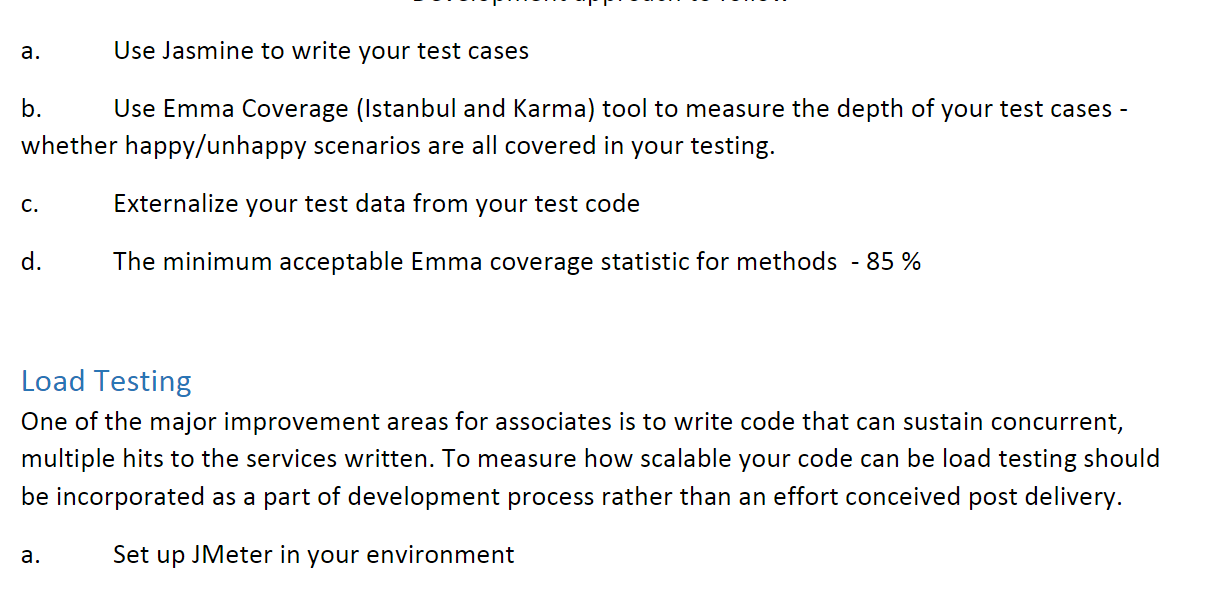 Development approach to follow
a. Use Jasmine to write your test cases
b. Use Emma Coverage (Istanbul and Karma) tool to measure the depth of your test cases -
whether happy/unhappy scenarios are all covered in your testing.
c. Externalize your test data from your test code
d. The minimum acceptable Emma coverage statistic for methods  - 85 %
Load Testing
One of the major improvement areas for associates is to write code that can sustain concurrent,
multiple hits to the services written. To measure how scalable your code can be load testing should
be incorporated as a part of development process rather than an effort conceived post delivery.
a. Set up JMeter in your environment